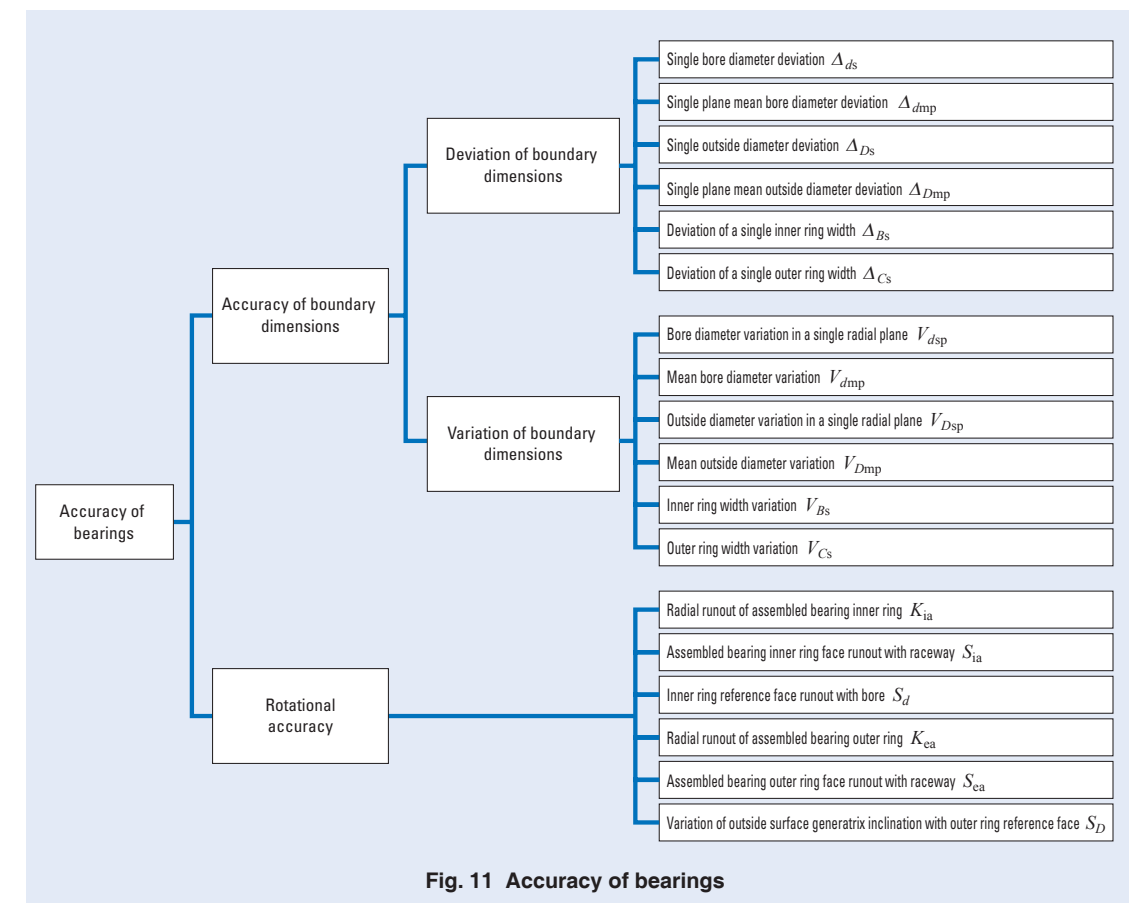 Accuracy of
bearings
Accuracy of boundary
dimensions
Deviation of boundary
dimensions
Single bore diameter deviation Δds
Single plane mean bore diameter deviation Δdmp
Single outside diameter deviation ΔDs
Single plane mean outside diameter deviation ΔDmp
Deviation of a single inner ring width ΔBs
Deviation of a single outer ring width ΔCs
Variation of boundary
dimensions
Bore diameter variation in a single radial plane Vdsp
Mean bore diameter variation Vdmp
Outside diameter variation in a single radial plane VDsp
Mean outside diameter variation VDmp
Inner ring width variation VBs
Outer ring width variation VCs
Rotational
accuracy
Radial runout of assembled bearing inner ring Kia
Assembled bearing inner ring face runout with raceway Sia
Inner ring reference face runout with bore Sd
Radial runout of assembled bearing outer ring Kea
Assembled bearing outer ring face runout with raceway Sea
Variation of outside surface generatrix inclination with outer ring reference face SD
Fig. 11 Accuracy of bearings